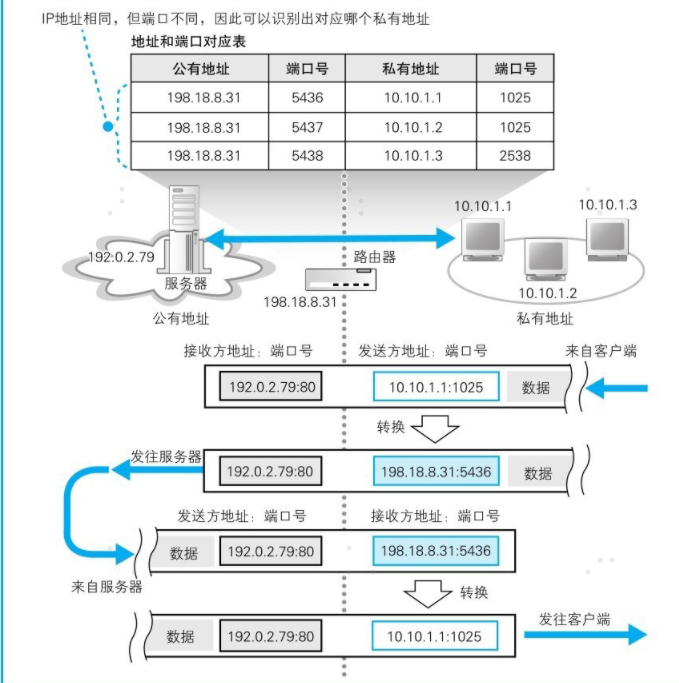 IP地址相同，但端口不同，因此可以识别出对应哪个私有地址
地址和端口对应表
公有地址 端口号 私有地址 端口号
198.18.8.31 5436 10.10.1.1 1025
198.18.8.31 5437 10.10.1.2 1025
198.18.8.31 5438 10.10.1.3 2538
10.10.1.1 10.10.1.3
192.0.2.79 服务器 路由器
198.18.8.31 10.10.1.2
公有地址 私有地址
接收方地址：端口号 发送方地址：端口号 来自客户端
192.0.2.79:80 10.10.1.1:1025 数据
转换
发往服务器
192.0.2.79:80 198.18.8.31:5436 数据
发送方地址：端口号 接收方地址：端口号
数据 192.0.2.79:80 198.18.8.31:5436
来自服务器 转换
发往客户端
数据 192.0.2.79:80 10.10.1.1:1025